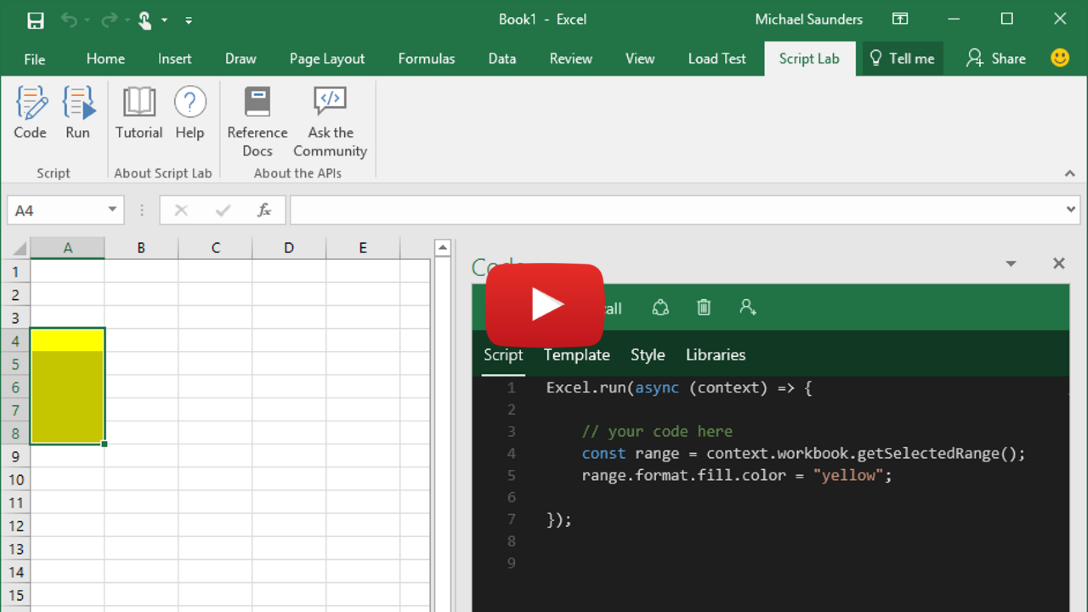 Book1 - Excel
Michael Saunders
File Home Insert Draw Page Layout Formulas Data Review View Load Test Script Lab Tell me Share
Code Run Tutorial Help Reference Docs Ask the Community
Script About Script Lab About the APIs
A4 fx
A B C D E
1
2
3
4
5
6
7
8
9
10
11
12
13
14
15
Script Template Style Libraries
1 Excel.run(async (context) => {
2
3 // your code here
4 const range = context.workbook.getSelectedRange();
5 range.format.fill.color = "yellow";
6
7 });
8
9